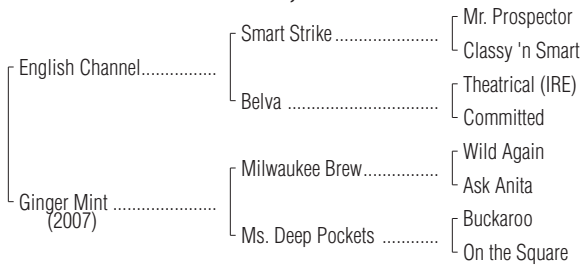 Mr. Prospector
Smart Strike ....................
Classy 'n Smart
English Channel................
Theatrical (IRE)
Belva .............................
Committed
Wild Again
Milwaukee Brew...............
Ask Anita
Ginger Mint ....................
(2007)
Buckaroo
Ms. Deep Pockets ...........
On the Square